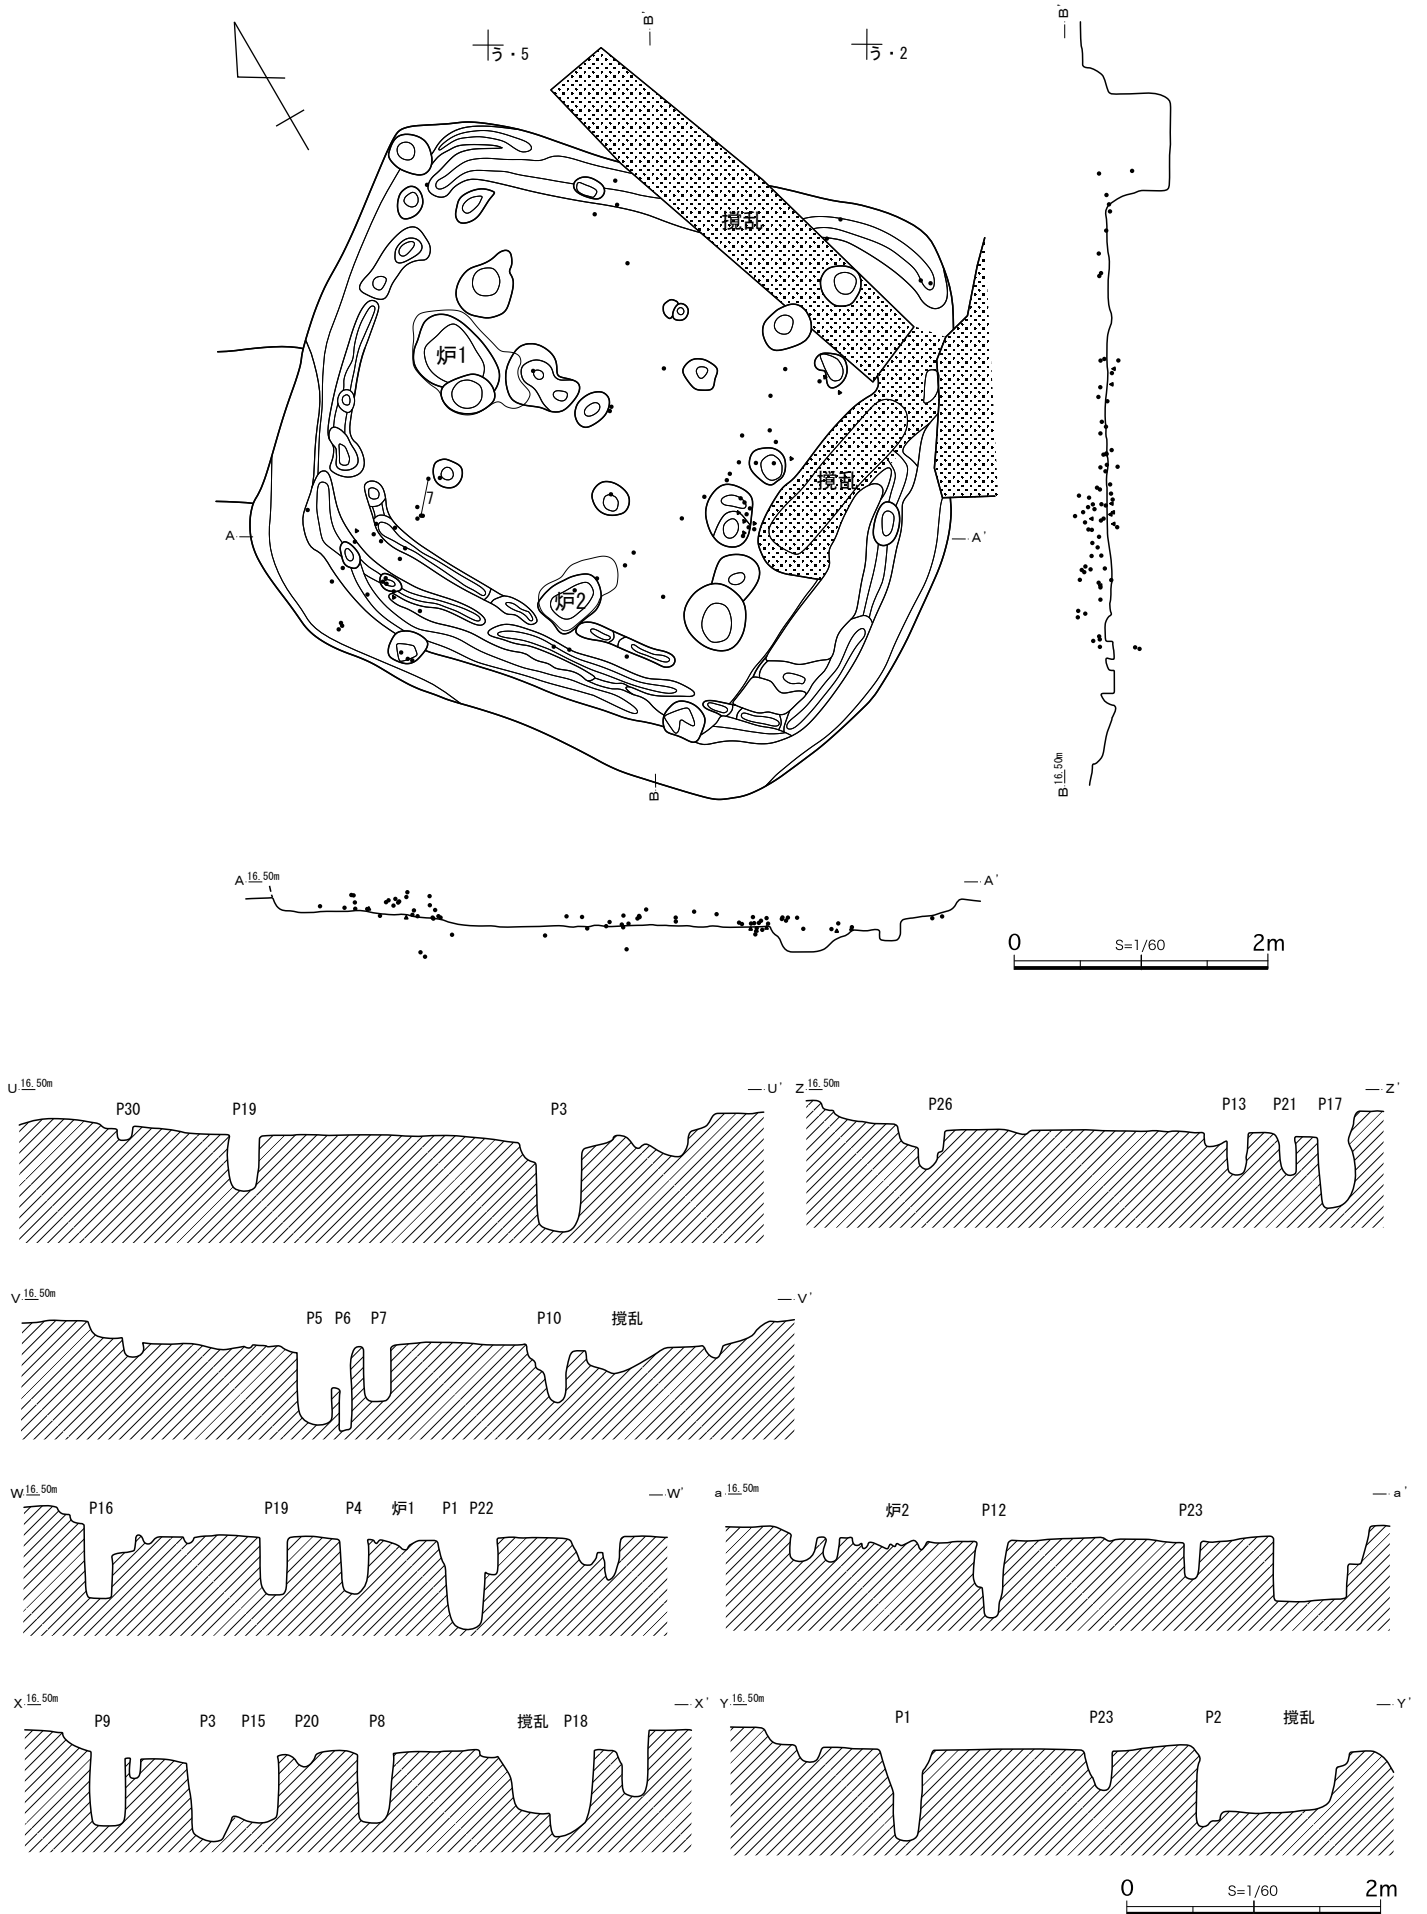 B'
う・5
う・2
B'
撹乱
炉1
撹乱
7
A
A'
炉2
B
B 16.50m
A 16.50m
A'
0 S=1/60 2m
U 16.50m
U'
P30 P19 P3
Z 16.50m
Z'
P26 P13 P21 P17
V 16.50m
V'
P5 P6 P7 P10 撹乱
W 16.50m
W'
P16 P19 P4 炉1 P1 P22
a 16.50m
a'
炉2 P12 P23
X 16.50m
X'
P9 P3 P15 P20 P8 撹乱 P18
Y 16.50m
Y'
P1 P23 P2 撹乱
0 S=1/60 2m